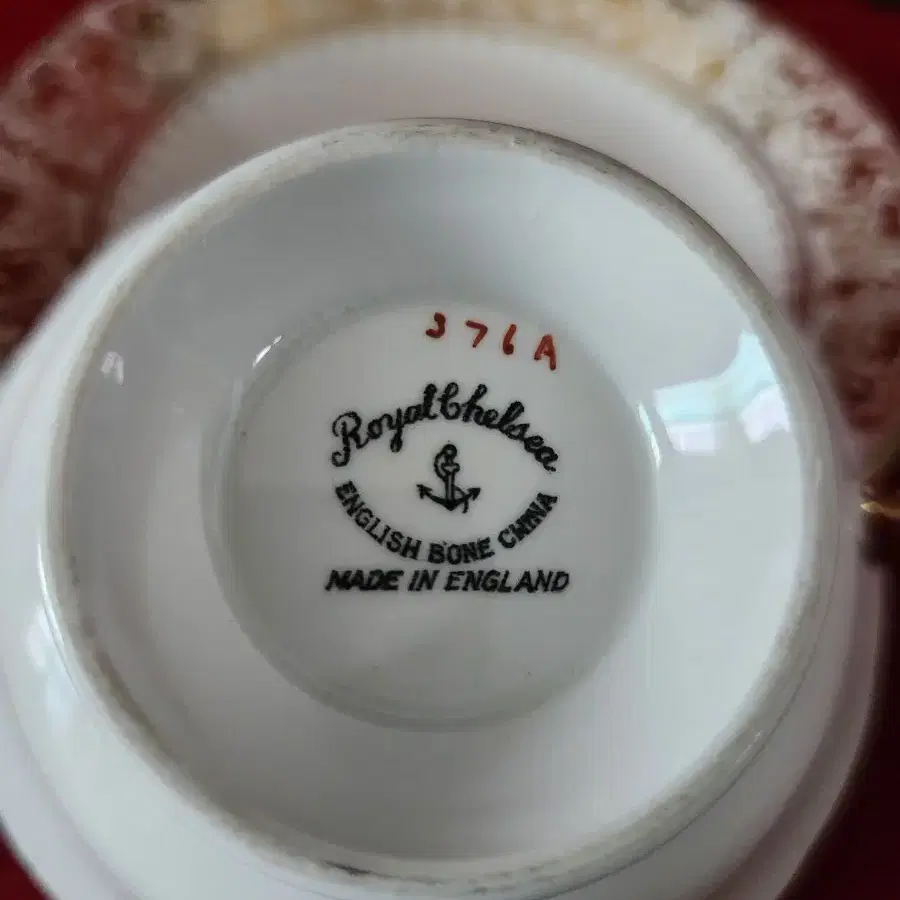 376A
Royal Chelsea
ENGLISH BONE CHINA
MADE IN ENGLAND